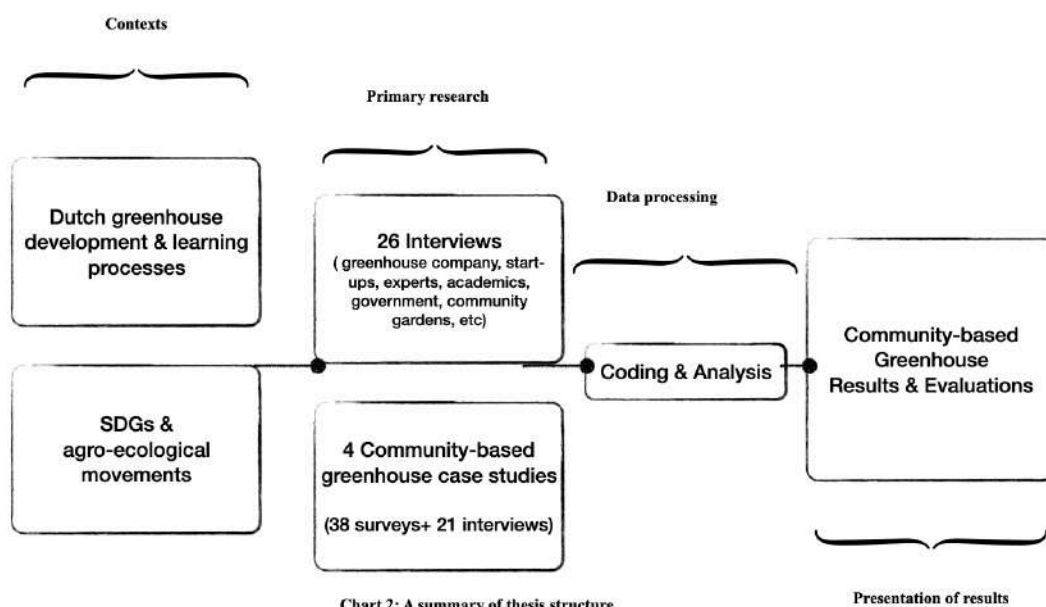 Contexts
Dutch greenhouse
development & learning
processes
SDGs &
agro-ecological
movements
Primary research
26 Interviews
( greenhouse company, start-
ups, experts, academics,
government, community
gardens, etc)
4 Community-based
greenhouse case studies
(38 surveys+ 21 interviews)
Data processing
Coding & Analysis
Community-based
Greenhouse
Results & Evaluations
Presentation of results
Chart 2: A summary of thesis structure